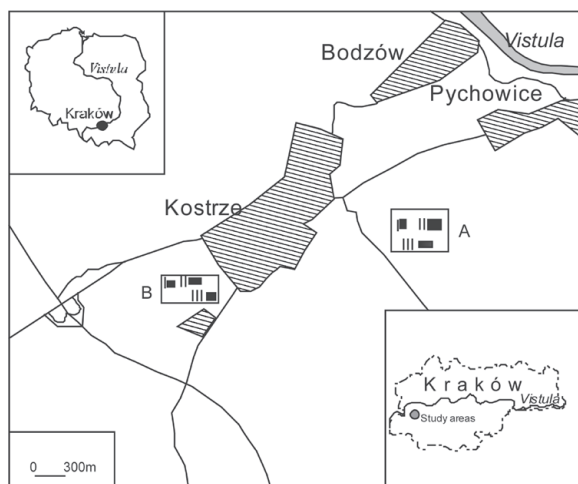 Vistula
Kraków
Bodzów
Vistula
Pychowice
Kostrze
A
B
Kraków
Vistula
Study areas
0 300m